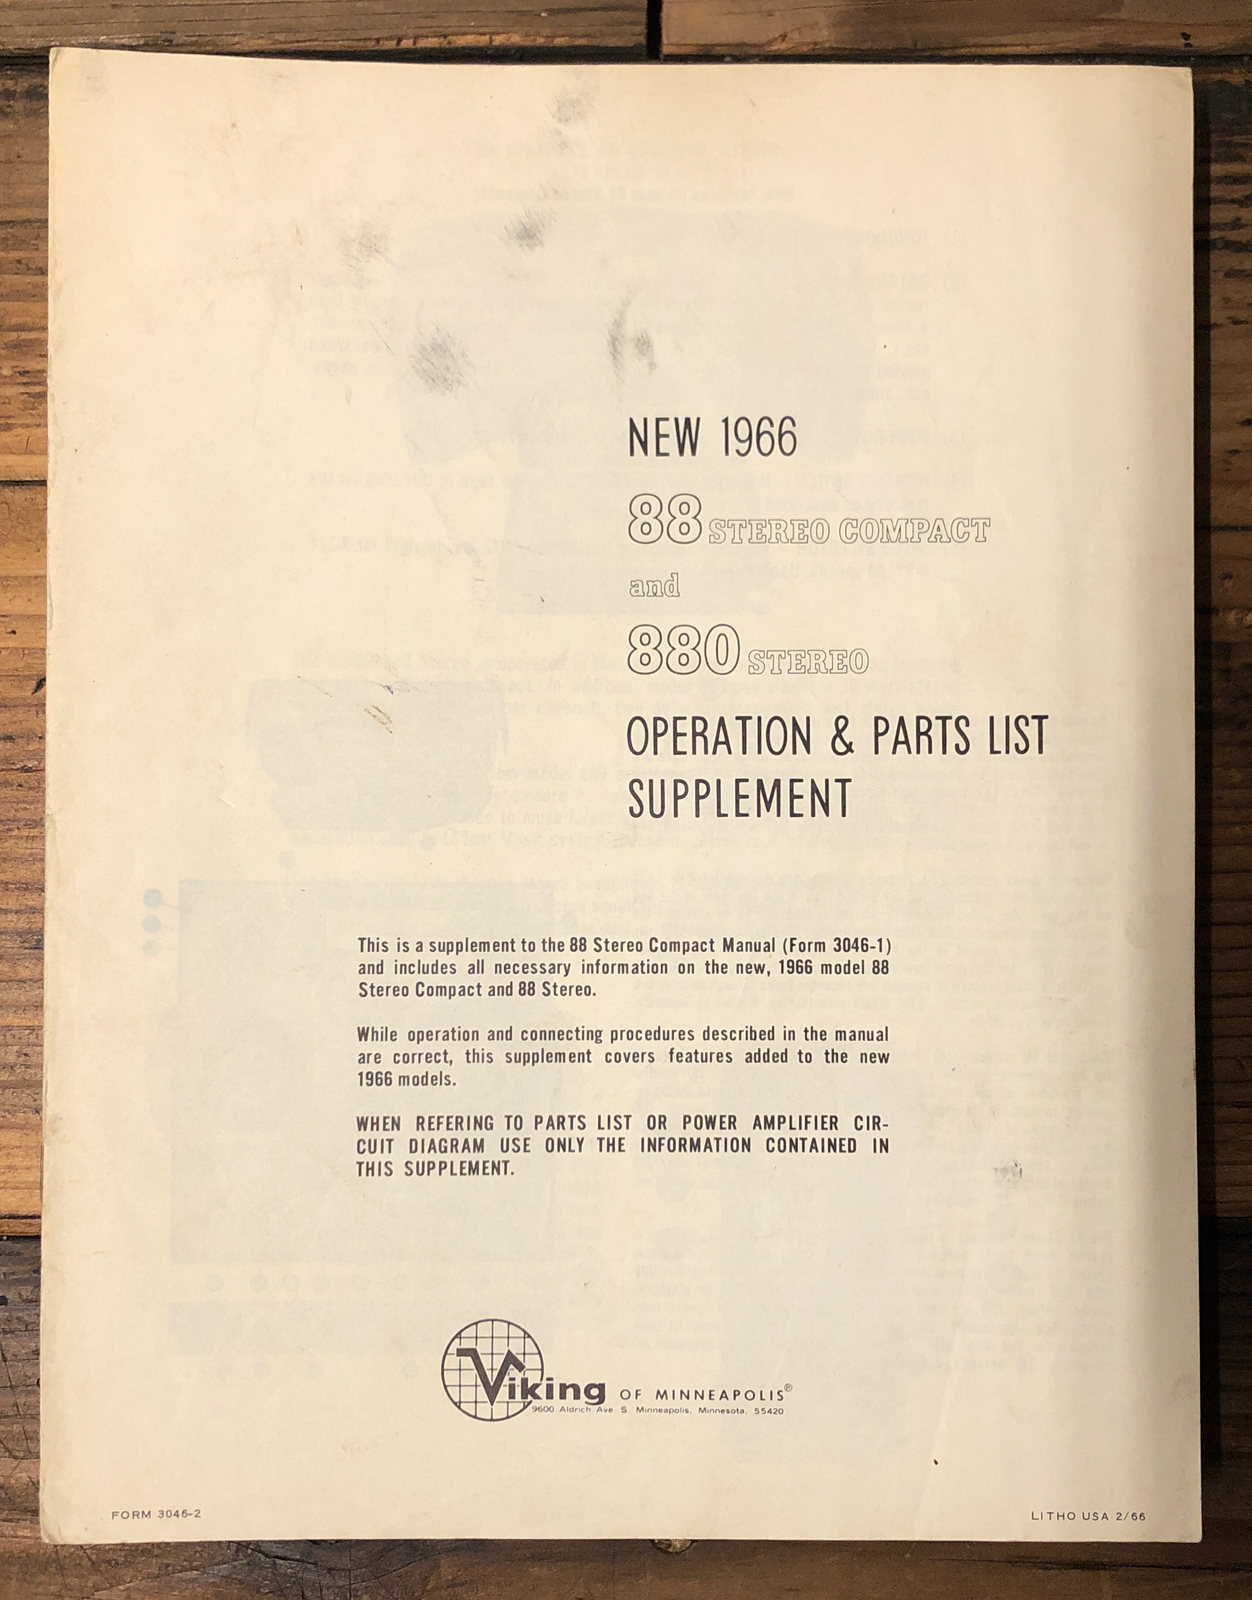 NEW 1966
88 STEREO COMPACT
and
880 STEREO
OPERATION & PARTS LIST
SUPPLEMENT
This is a supplement to the 88 Stereo Compact Manual (Form 3046-1)
and includes all necessary information on the new, 1966 model 88
Stereo Compact and 88 Stereo.
While operation and connecting procedures described in the manual
are correct, this supplement covers features added to the new
1966 models.
WHEN REFERING TO PARTS LIST OR POWER AMPLIFIER CIR-
CUIT DIAGRAM USE ONLY THE INFORMATION CONTAINED IN
THIS SUPPLEMENT.
Viking OF MINNEAPOLIS®
9600 Aldrich Ave S. Minneapolis, Minnesota, 55420
FORM 3046-2
LITHO USA 2/66